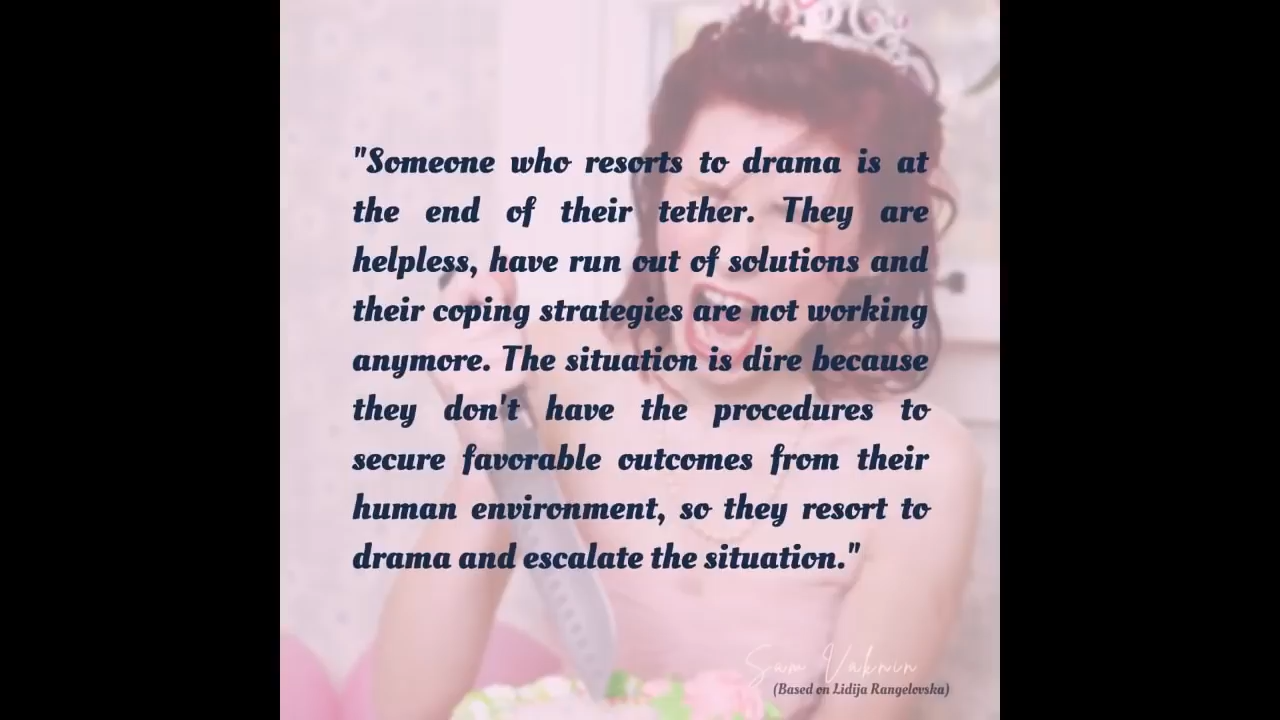 "Someone who resorts to drama is at
the end of their tether. They are
helpless, have run out of solutions and
their coping strategies are not working
anymore. The situation is dire because
they don't have the procedures to
secure favorable outcomes from their
human environment, so they resort to
drama and escalate the situation."
Sam Vaknin
(Based on Lidija Rangelovska)